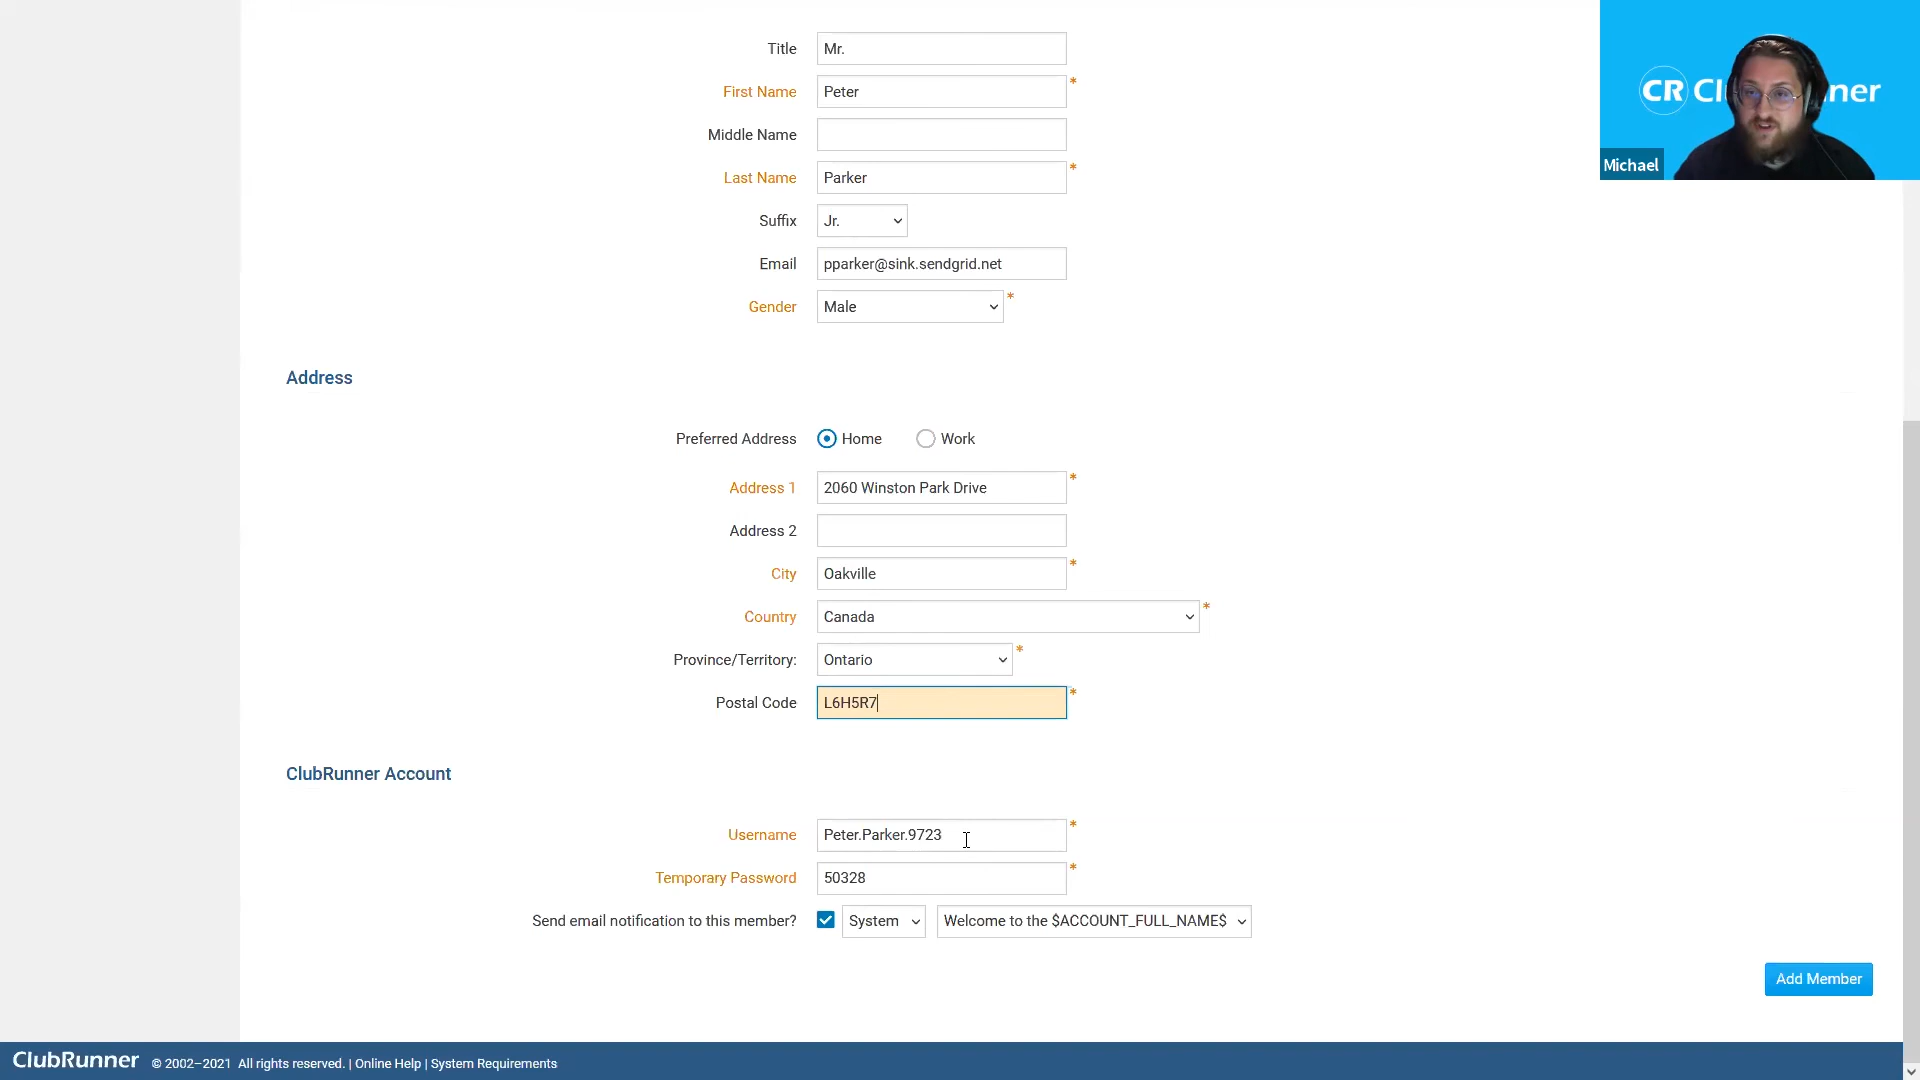 Title Mr.
First Name Peter *
Middle Name
Last Name Parker *
Suffix Jr.
Email pparker@sink.sendgrid.net
Gender Male *
CR Cl nner
Michael
Address
Preferred Address Home Work
Address 1 2060 Winston Park Drive *
Address 2
City Oakville *
Country Canada *
Province/Territory: Ontario *
Postal Code L6H5R7 *
ClubRunner Account
Username Peter.Parker.9723 *
Temporary Password 50328 *
Send email notification to this member? System Welcome to the $ACCOUNT_FULL_NAME$
Add Member
ClubRunner © 2002–2021 All rights reserved. | Online Help | System Requirements